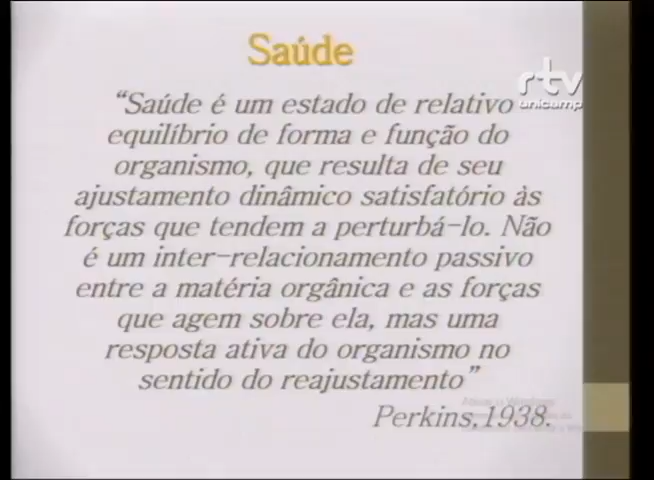 Saúde
rtv
unicamp
“Saúde é um estado de relativo
equilíbrio de forma e função do
organismo, que resulta de seu
ajustamento dinâmico satisfatório às
forças que tendem a perturbá-lo. Não
é um inter-relacionamento passivo
entre a matéria orgânica e as forças
que agem sobre ela, mas uma
resposta ativa do organismo no
sentido do reajustamento”
Perkins,1938.